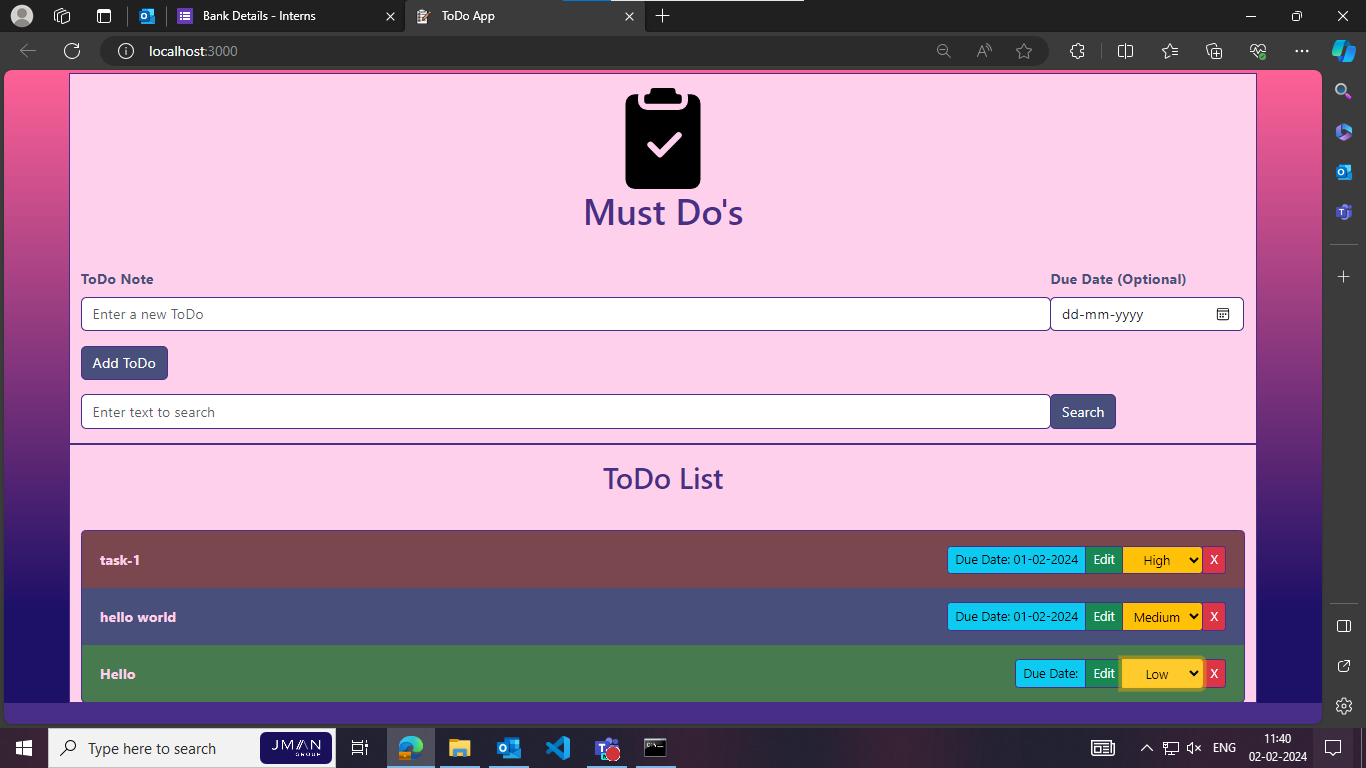 Bank Details - Interns
ToDo App
localhost:3000
Must Do's
ToDo Note
Due Date (Optional)
Enter a new ToDo
dd-mm-yyyy
Add ToDo
Enter text to search
Search
ToDo List
task-1
Due Date: 01-02-2024 Edit High X
hello world
Due Date: 01-02-2024 Edit Medium X
Hello
Due Date: Edit Low X
Type here to search
JMAN
GROUP
ENG
11:40
02-02-2024